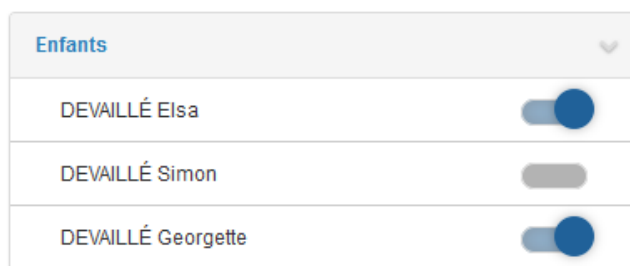 Enfants
DEVAILLÉ Elsa
DEVAILLÉ Simon
DEVAILLÉ Georgette